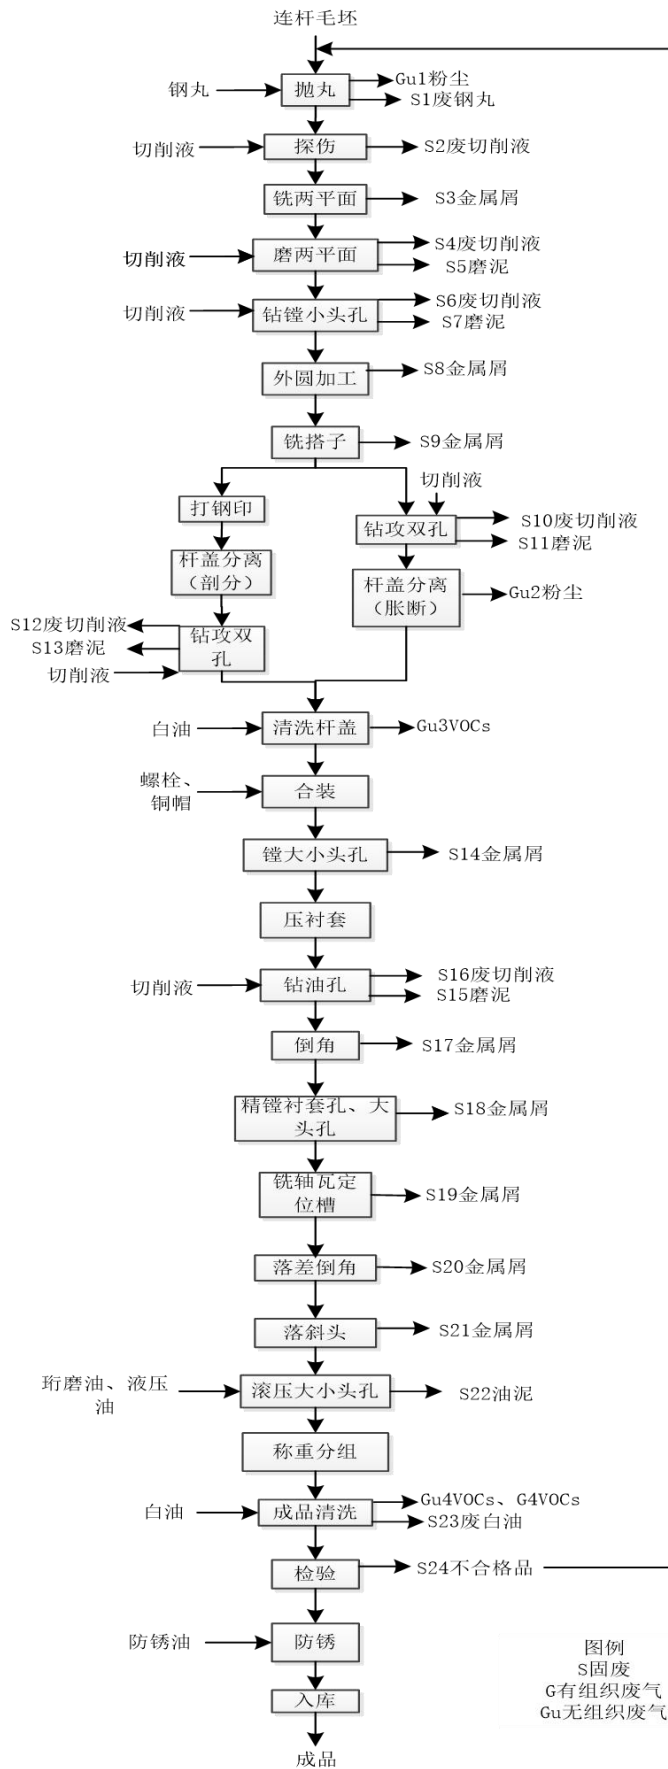 连杆毛坯
钢丸
抛丸
Gu1粉尘
S1废钢丸
切削液
探伤
S2废切削液
铣两平面
S3金属屑
切削液
磨两平面
S4废切削液
S5磨泥
切削液
钻镗小头孔
S6废切削液
S7磨泥
外圆加工
S8金属屑
铣搭子
S9金属屑
打钢印
切削液
钻攻双孔
S10废切削液
S11磨泥
杆盖分离
（剖分）
杆盖分离
（胀断）
Gu2粉尘
S12废切削液
S13磨泥
切削液
钻攻双
孔
白油
清洗杆盖
Gu3VOCs
螺栓、
铜帽
合装
镗大小头孔
S14金属屑
压衬套
切削液
钻油孔
S16废切削液
S15磨泥
倒角
S17金属屑
精镗衬套孔、大
头孔
S18金属屑
铣轴瓦定
位槽
S19金属屑
落差倒角
S20金属屑
落斜头
S21金属屑
珩磨油、液压
油
滚压大小头孔
S22油泥
称重分组
白油
成品清洗
Gu4VOCs、G4VOCs
S23废白油
检验
S24不合格品
防锈油
防锈
入库
成品
图例
S固废
G有组织废气
Gu无组织废气